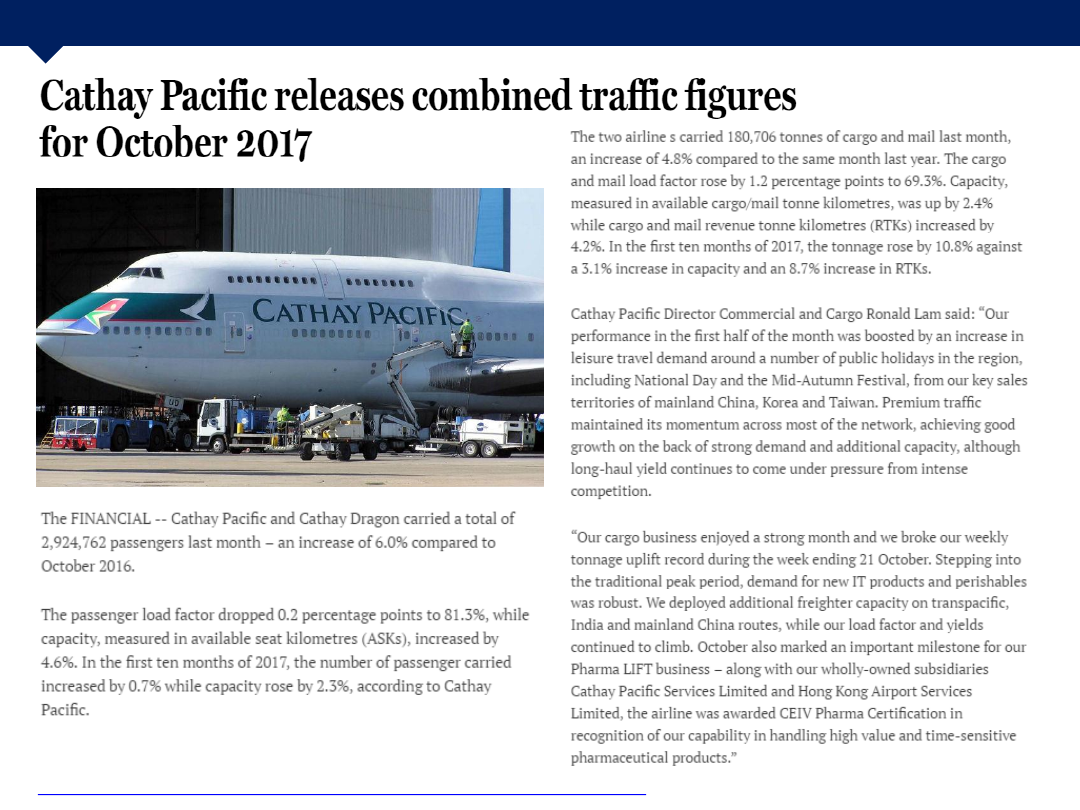 Cathay Pacific releases combined traffic figures
for October 2017
CATHAY PACIFIC
The FINANCIAL -- Cathay Pacific and Cathay Dragon carried a total of
2,924,762 passengers last month – an increase of 6.0% compared to
October 2016.
The passenger load factor dropped 0.2 percentage points to 81.3%, while
capacity, measured in available seat kilometres (ASKs), increased by
4.6%. In the first ten months of 2017, the number of passenger carried
increased by 0.7% while capacity rose by 2.3%, according to Cathay
Pacific.
The two airline s carried 180,706 tonnes of cargo and mail last month,
an increase of 4.8% compared to the same month last year. The cargo
and mail load factor rose by 1.2 percentage points to 69.3%. Capacity,
measured in available cargo/mail tonne kilometres, was up by 2.4%
while cargo and mail revenue tonne kilometres (RTKs) increased by
4.2%. In the first ten months of 2017, the tonnage rose by 10.8% against
a 3.1% increase in capacity and an 8.7% increase in RTKs.
Cathay Pacific Director Commercial and Cargo Ronald Lam said: “Our
performance in the first half of the month was boosted by an increase in
leisure travel demand around a number of public holidays in the region,
including National Day and the Mid-Autumn Festival, from our key sales
territories of mainland China, Korea and Taiwan. Premium traffic
maintained its momentum across most of the network, achieving good
growth on the back of strong demand and additional capacity, although
long-haul yield continues to come under pressure from intense
competition.
“Our cargo business enjoyed a strong month and we broke our weekly
tonnage uplift record during the week ending 21 October. Stepping into
the traditional peak period, demand for new IT products and perishables
was robust. We deployed additional freighter capacity on transpacific,
India and mainland China routes, while our load factor and yields
continued to climb. October also marked an important milestone for our
Pharma LIFT business – along with our wholly-owned subsidiaries
Cathay Pacific Services Limited and Hong Kong Airport Services
Limited, the airline was awarded CEIV Pharma Certification in
recognition of our capability in handling high value and time-sensitive
pharmaceutical products.”